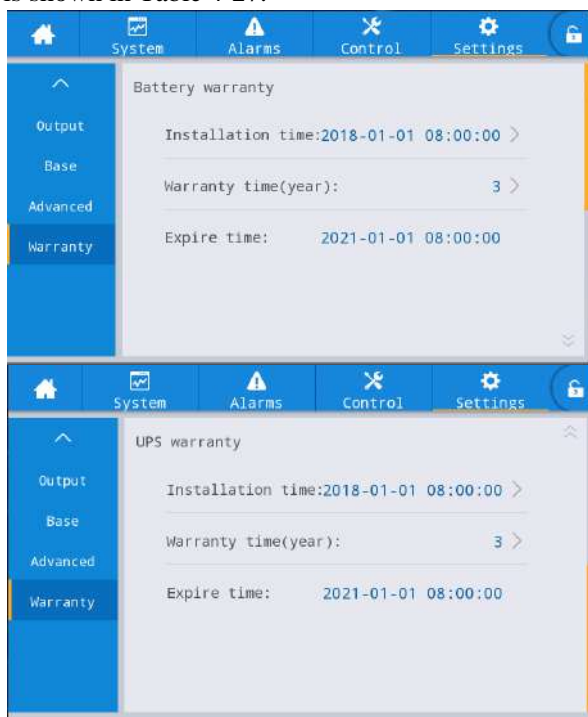 is shown in Table 4-27.
System Alarms Control Settings
Battery warranty
Output
Installation time:2018-01-01 08:00:00
Base
Warranty time(year): 3
Advanced
Warranty
Expire time: 2021-01-01 08:00:00
System Alarms Control Settings
UPS warranty
Output
Installation time:2018-01-01 08:00:00
Base
Warranty time(year): 3
Advanced
Expire time: 2021-01-01 08:00:00
Warranty